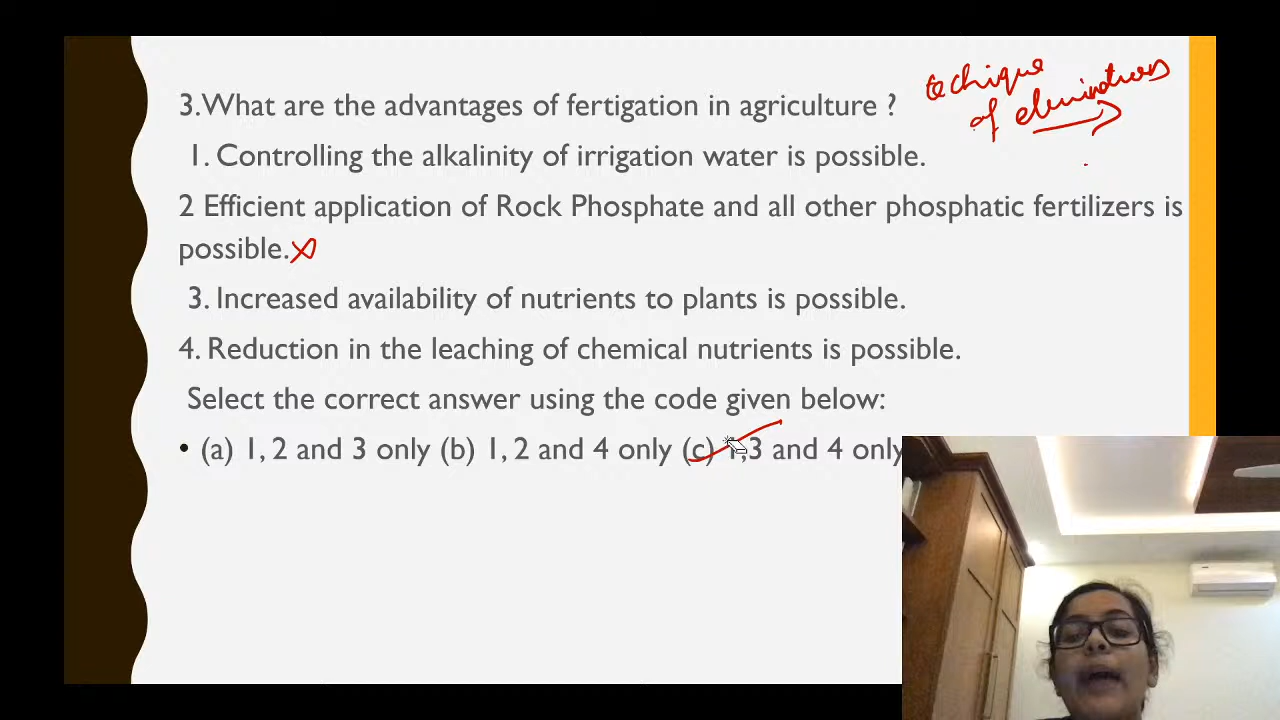 3.What are the advantages of fertigation in agriculture ?
techique
of elimination
1. Controlling the alkalinity of irrigation water is possible.
2 Efficient application of Rock Phosphate and all other phosphatic fertilizers is
possible.
3. Increased availability of nutrients to plants is possible.
4. Reduction in the leaching of chemical nutrients is possible.
Select the correct answer using the code given below:
• (a) 1, 2 and 3 only (b) 1, 2 and 4 only (c) 1,3 and 4 only